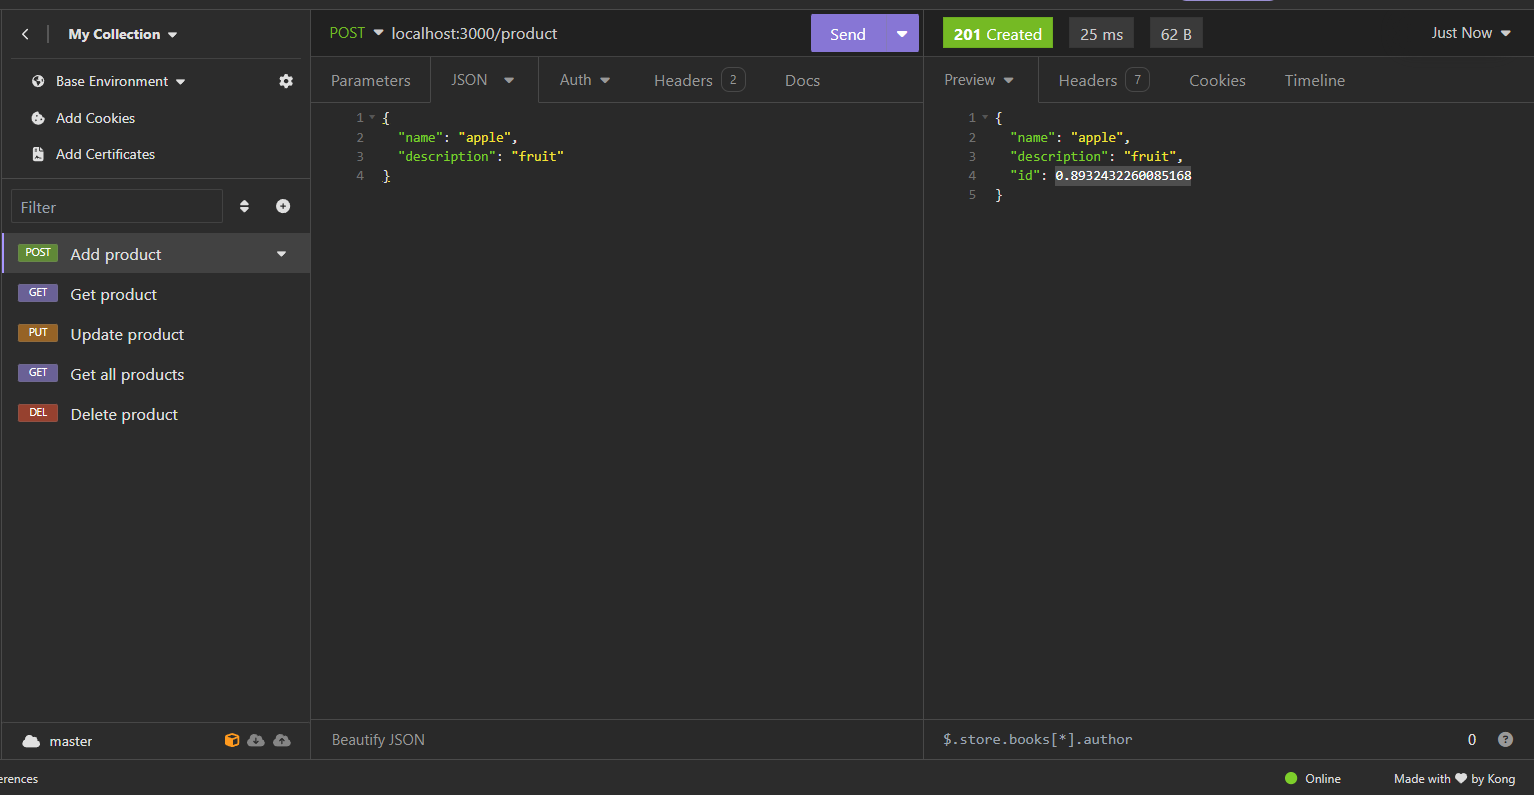 My Collection
Base Environment
Add Cookies
Add Certificates
Filter
POST Add product
GET Get product
PUT Update product
GET Get all products
DEL Delete product
master
POST localhost:3000/product Send
Parameters JSON Auth Headers 2 Docs
1 {
2 "name": "apple",
3 "description": "fruit"
4 }
Beautify JSON
201 Created 25 ms 62 B Just Now
Preview Headers 7 Cookies Timeline
1 {
2 "name": "apple",
3 "description": "fruit",
4 "id": 0.8932432260085168
5 }
$.store.books[*].author 0 ?
erences Online Made with ❤ by Kong